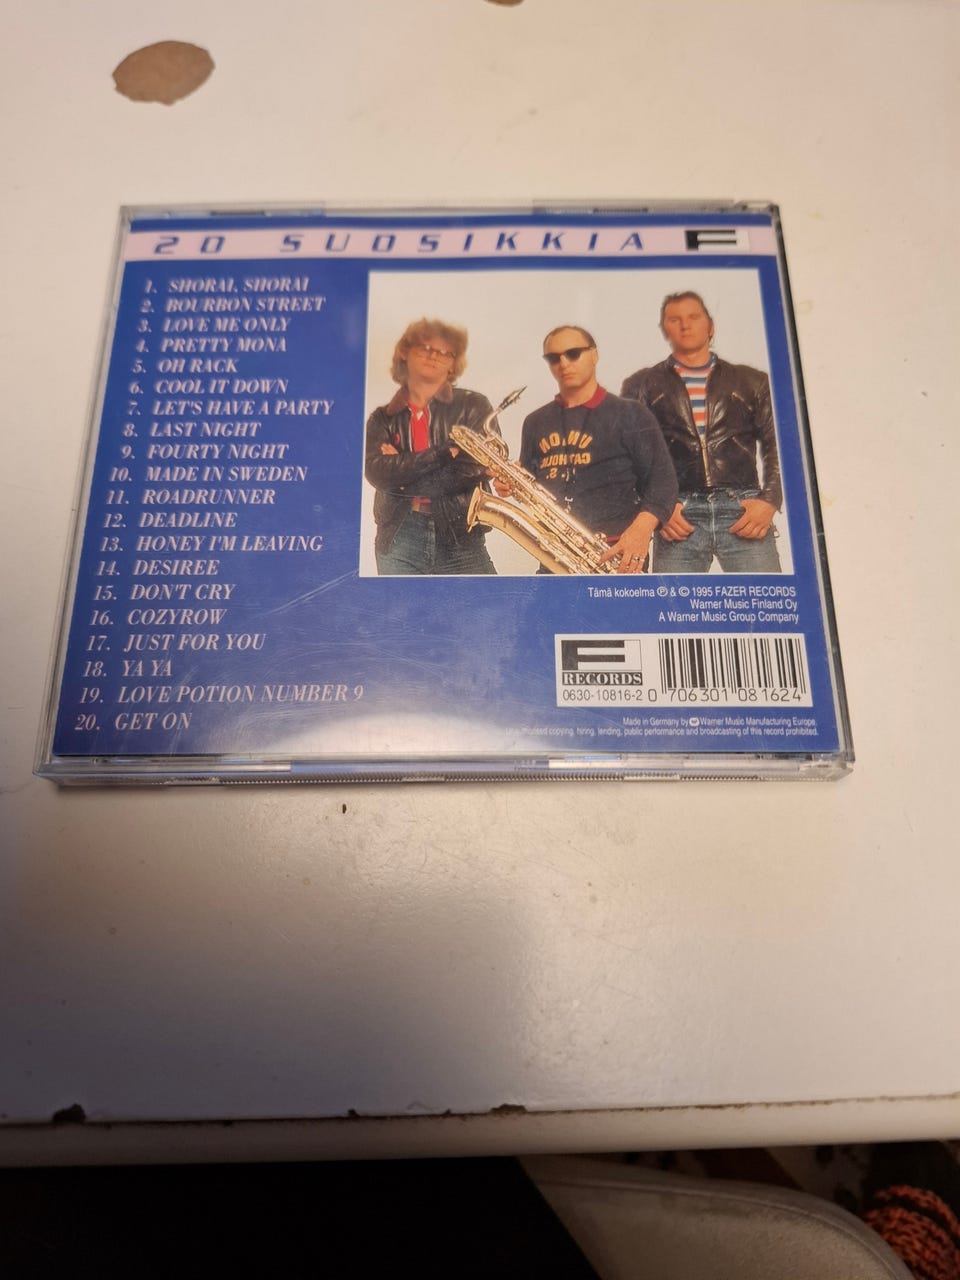 20 SUOSIKKIA F
1. SHORAI, SHORAI
2. BOURBON STREET
3. LOVE ME ONLY
4. PRETTY MONA
5. OH RACK
6. COOL IT DOWN
7. LET'S HAVE A PARTY
8. LAST NIGHT
9. FOURTY NIGHT
10. MADE IN SWEDEN
11. ROADRUNNER
12. DEADLINE
13. HONEY I'M LEAVING
14. DESIREE
15. DON'T CRY
16. COZYROW
17. JUST FOR YOU
18. YA YA
19. LOVE POTION NUMBER 9
20. GET ON
Tämä kokoelma ℗ & © 1995 FAZER RECORDS
Warner Music Finland Oy
A Warner Music Group Company
F
RECORDS
0630-10816-2
0 706301 081624
Made in Germany by Warner Music Manufacturing Europe.
copying, hiring, lending, public performance and broadcasting of this record prohibited.